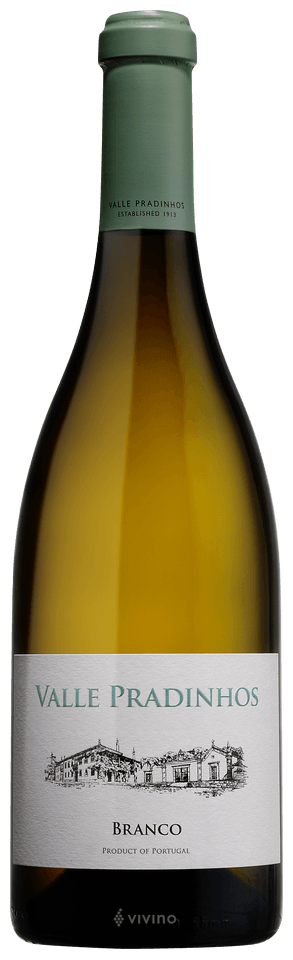 VALLE PRADINHOS
ESTABLISHED 1913
VALLE PRADINHOS
BRANCO
PRODUCT OF PORTUGAL
VIVINO